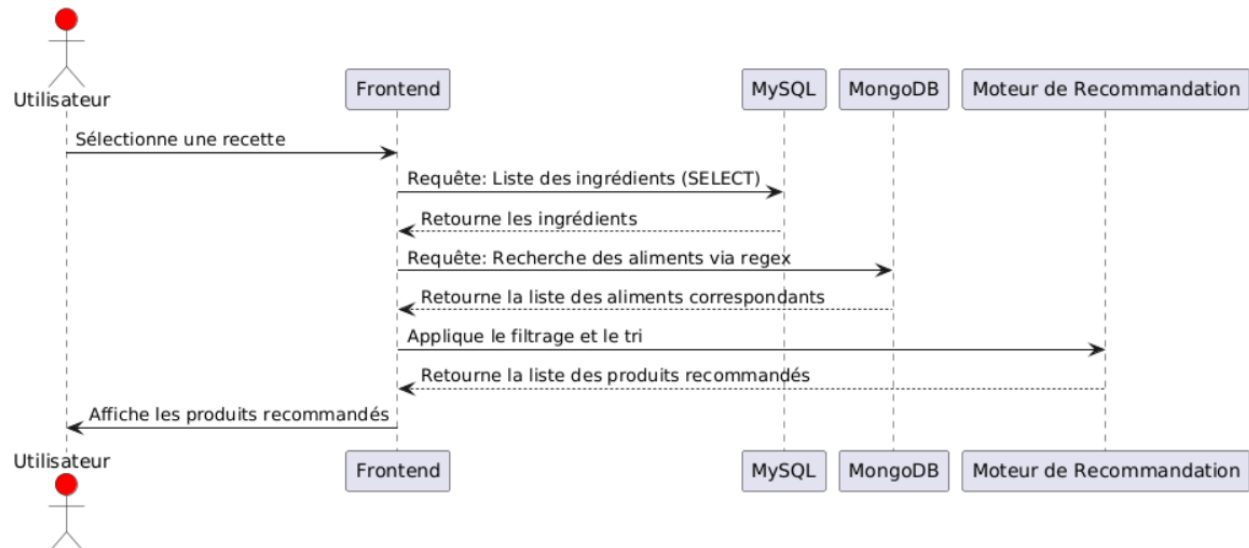 Utilisateur
Frontend
MySQL
MongoDB
Moteur de Recommandation
Sélectionne une recette
Requête: Liste des ingrédients (SELECT)
Retourne les ingrédients
Requête: Recherche des aliments via regex
Retourne la liste des aliments correspondants
Applique le filtrage et le tri
Retourne la liste des produits recommandés
Affiche les produits recommandés
Utilisateur
Frontend
MySQL
MongoDB
Moteur de Recommandation